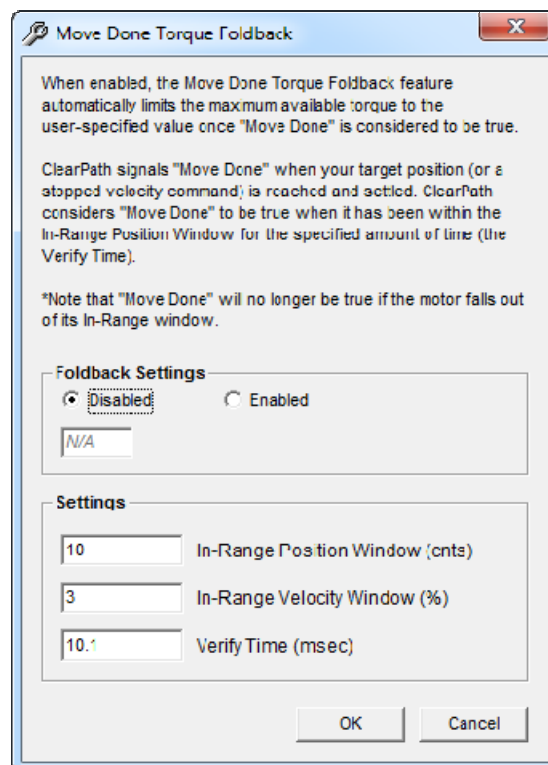 Move Done Torque Foldback
When enabled, the Move Done Torque Foldback feature
automatically limits the maximum available torque to the
user-specified value once "Move Done" is considered to be true.
ClearPath signals "Move Done" when your target position (or a
stopped velocity command) is reached and settled. ClearPath
considers "Move Done" to be true when it has been within the
In-Range Position Window for the specified amount of time (the
Verify Time).
*Note that "Move Done" will no longer be true if the motor falls out
of its In-Range window.
Foldback Settings
Disabled Enabled
N/A
Settings
10 In-Range Position Window (cnts)
3 In-Range Velocity Window (%)
10.1 Verify Time (msec)
OK Cancel